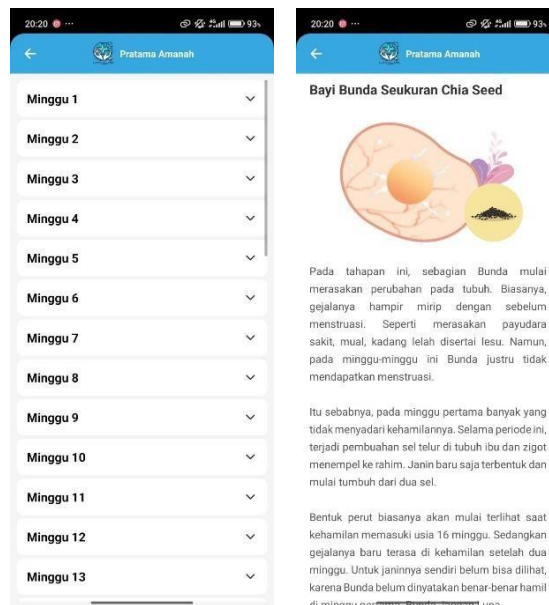 20:20
93
Pratama Amanah
Minggu 1
Minggu 2
Minggu 3
Minggu 4
Minggu 5
Minggu 6
Minggu 7
Minggu 8
Minggu 9
Minggu 10
Minggu 11
Minggu 12
Minggu 13
20:20
93
Pratama Amanah
Bayi Bunda Seukuran Chia Seed
Pada tahapan ini, sebagian Bunda mulai
merasakan perubahan pada tubuh. Biasanya,
gejalanya hampir mirip dengan sebelum
menstruasi. Seperti merasakan payudara
sakit, mual, kadang lelah disertai lesu. Namun,
pada minggu-minggu ini Bunda justru tidak
mendapatkan menstruasi.
Itu sebabnya, pada minggu pertama banyak yang
tidak menyadari kehamilannya. Selama periode ini,
terjadi pembuahan sel telur di tubuh ibu dan zigot
menempel ke rahim. Janin baru saja terbentuk dan
mulai tumbuh dari dua sel.
Bentuk perut biasanya akan mulai terlihat saat
kehamilan memasuki usia 16 minggu. Sedangkan
gejalanya baru terasa di kehamilan setelah dua
minggu. Untuk janinnya sendiri belum bisa dilihat,
karena Bunda belum dinyatakan benar-benar hamil